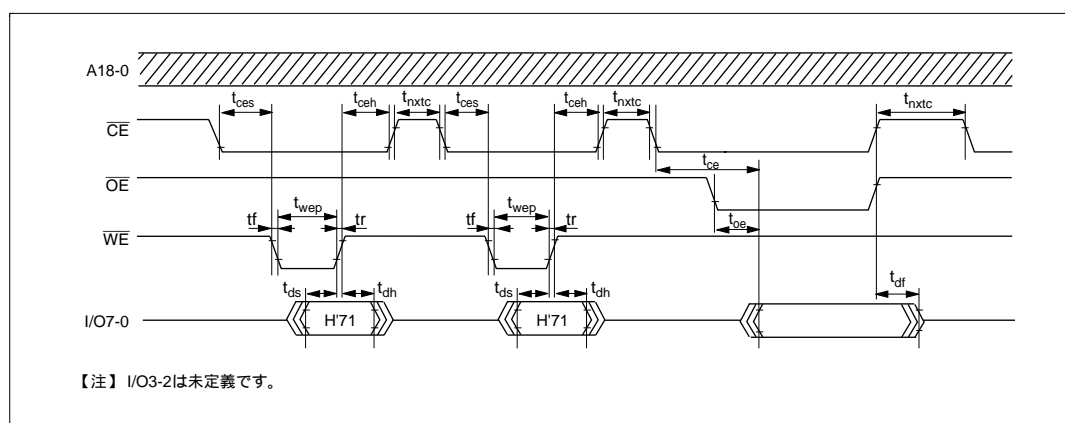 A18-0
t_ces t_ceh t_nxtc t_ces t_ceh t_nxtc t_nxtc
CE
t_ce
OE
tf t_wep tr tf t_wep tr t_oe
WE
t_ds t_dh t_ds t_dh t_df
I/O7-0 H'71 H'71
【注】 I/O3-2は未定義です。